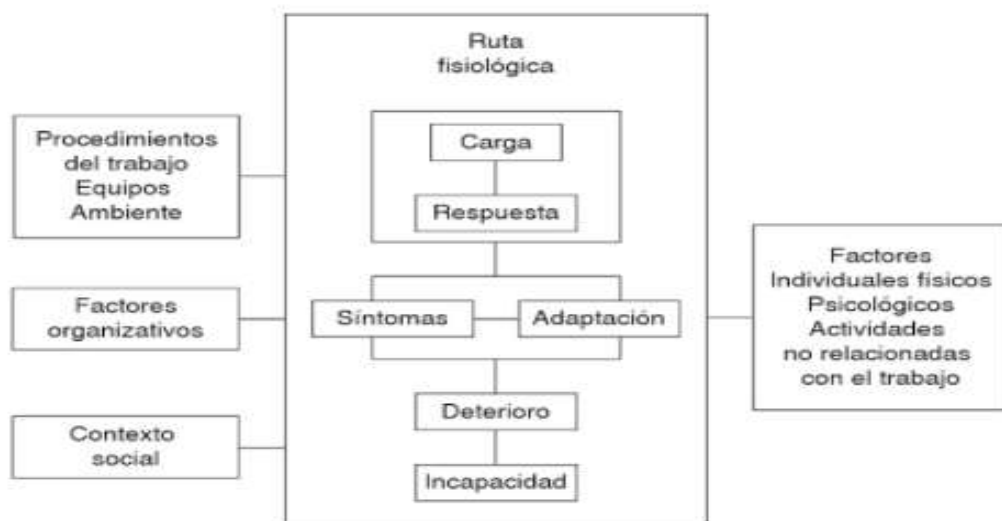 Ruta
fisiológica
Procedimientos
del trabajo
Equipos
Ambiente
Factores
organizativos
Contexto
social
Carga
Respuesta
Síntomas
Adaptación
Deterioro
Incapacidad
Factores
Individuales físicos
Psicológicos
Actividades
no relacionadas
con el trabajo